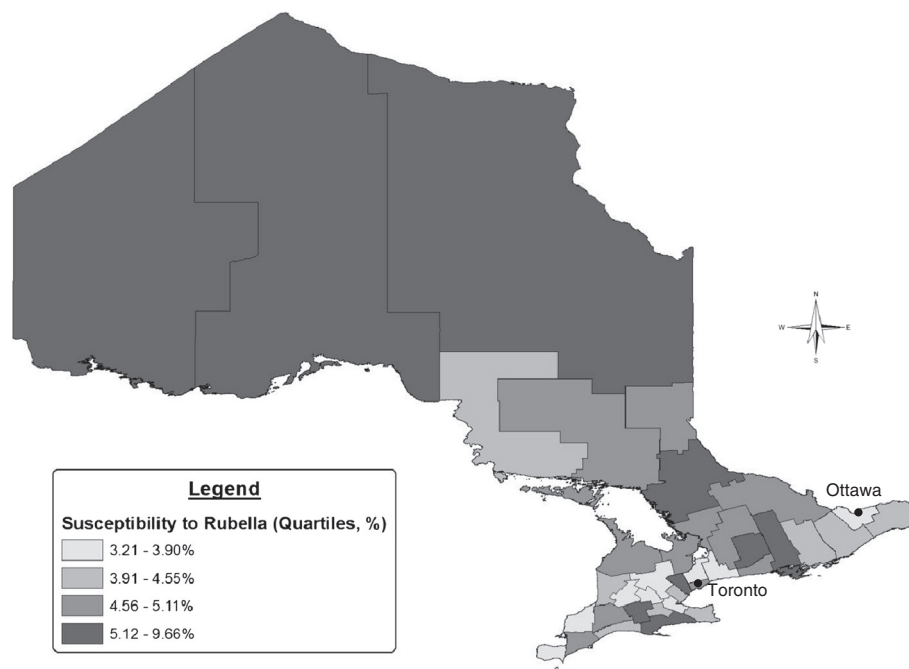 N
W E
S
Ottawa
Toronto
Legend
Susceptibility to Rubella (Quartiles, %)
3.21 - 3.90%
3.91 - 4.55%
4.56 - 5.11%
5.12 - 9.66%